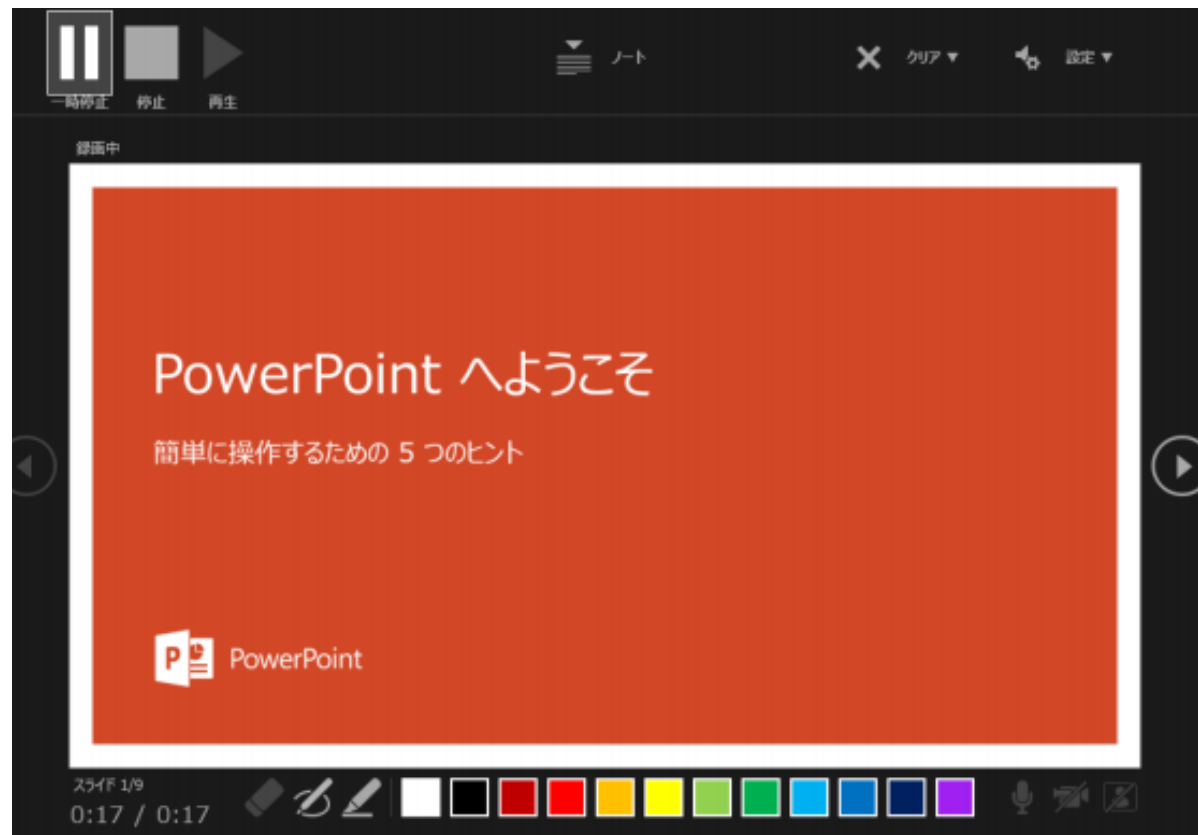 一時停止 停止 再生
ノート
クリア ▼
設定 ▼
録画中
PowerPoint へようこそ
簡単に操作するための 5 つのヒント
P PowerPoint
スライド 1/9
0:17 / 0:17